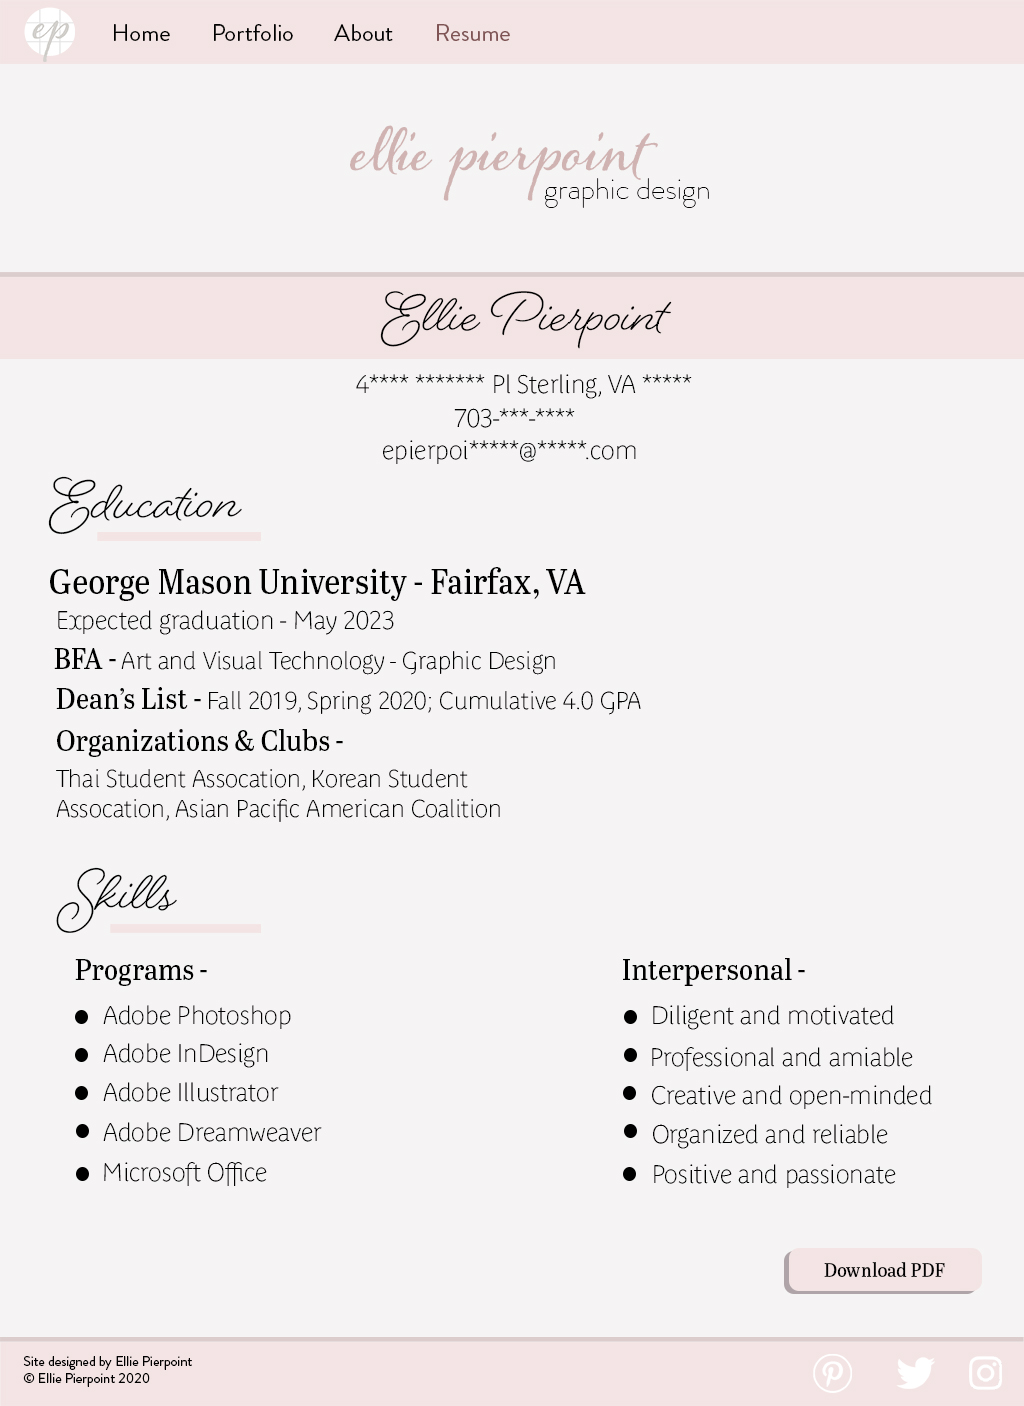 ep
Home Portfolio About Resume
ellie pierpoint
graphic design
Ellie Pierpoint
4**** ******* Pl Sterling, VA *****
703-***-****
epierpoi*****@*****.com
Education
George Mason University - Fairfax, VA
Expected graduation - May 2023
BFA - Art and Visual Technology - Graphic Design
Dean's List - Fall 2019, Spring 2020; Cumulative 4.0 GPA
Organizations & Clubs -
Thai Student Assocation, Korean Student
Assocation, Asian Pacific American Coalition
Skills
Programs -
● Adobe Photoshop
● Adobe InDesign
● Adobe Illustrator
● Adobe Dreamweaver
● Microsoft Office
Interpersonal -
● Diligent and motivated
● Professional and amiable
● Creative and open-minded
● Organized and reliable
● Positive and passionate
Download PDF
Site designed by Ellie Pierpoint
© Ellie Pierpoint 2020